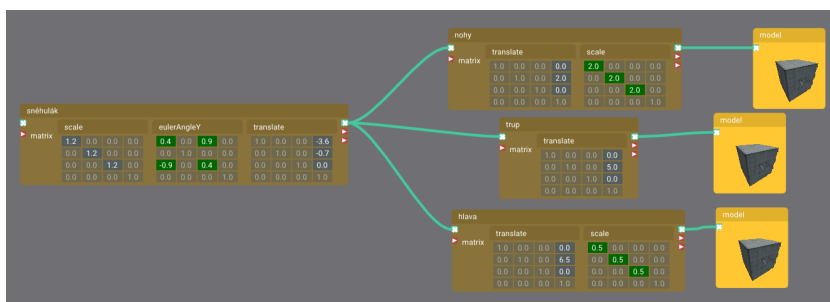 nohy
matrix
translate
1.0 0.0 0.0 0.0
0.0 1.0 0.0 2.0
0.0 0.0 1.0 0.0
0.0 0.0 0.0 1.0
scale
2.0 0.0 0.0 0.0
0.0 2.0 0.0 0.0
0.0 0.0 2.0 0.0
0.0 0.0 0.0 1.0
model
sněhulák
matrix
scale
1.2 0.0 0.0 0.0
0.0 1.2 0.0 0.0
0.0 0.0 1.2 0.0
0.0 0.0 0.0 1.0
eulerAngleY
0.4 0.0 0.9 0.0
0.0 1.0 0.0 0.0
-0.9 0.0 0.4 0.0
0.0 0.0 0.0 1.0
translate
1.0 0.0 0.0 -3.6
0.0 1.0 0.0 -0.7
0.0 0.0 1.0 0.0
0.0 0.0 0.0 1.0
trup
matrix
translate
1.0 0.0 0.0 0.0
0.0 1.0 0.0 5.0
0.0 0.0 1.0 0.0
0.0 0.0 0.0 1.0
model
hlava
matrix
translate
1.0 0.0 0.0 0.0
0.0 1.0 0.0 6.5
0.0 0.0 1.0 0.0
0.0 0.0 0.0 1.0
scale
0.5 0.0 0.0 0.0
0.0 0.5 0.0 0.0
0.0 0.0 0.5 0.0
0.0 0.0 0.0 1.0
model